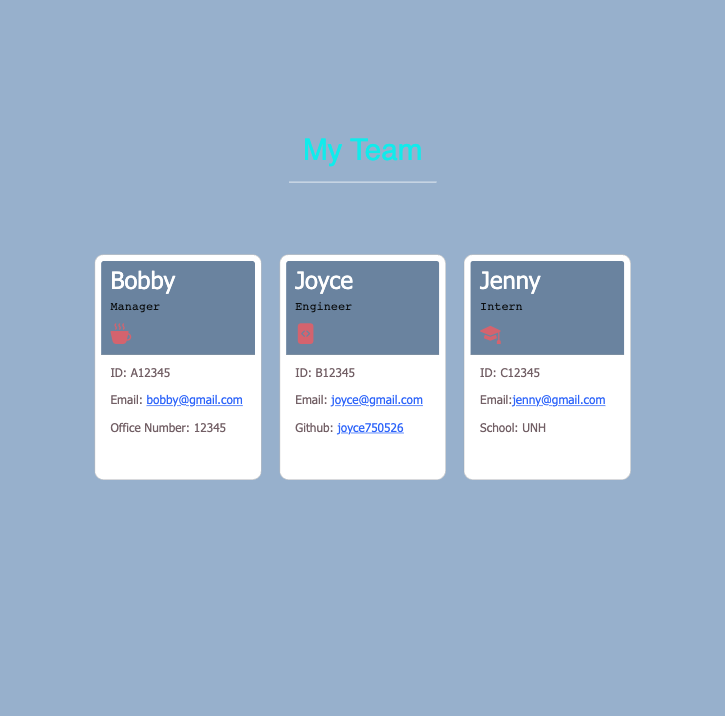 My Team
Bobby
Manager
ID: A12345
Email: bobby@gmail.com
Office Number: 12345
Joyce
Engineer
ID: B12345
Email: joyce@gmail.com
Github: joyce750526
Jenny
Intern
ID: C12345
Email:jenny@gmail.com
School: UNH